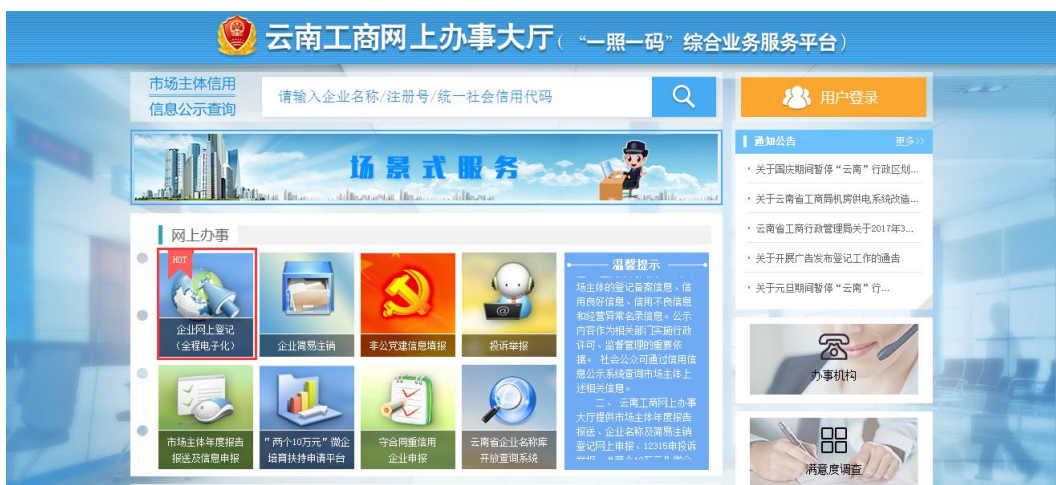 云南工商网上办事大厅（“一照一码”综合业务服务平台）
市场主体信用
信息公示查询
请输入企业名称/注册号/统一社会信用代码
用户登录
场景式服务
通知公告 更多>>
关于国庆期间暂停“云南”行政区划...
关于云南省工商局机房供电系统改造...
云南省工商行政管理局关于2017年3...
关于开展广告发布登记工作的通告
关于元旦期间暂停“云南”行...
网上办事
HOT
企业网上登记
（全程电子化）
企业简易注销
非公党建信息填报
投诉举报
市场主体年度报告
报送及信息申报
“两个10万元”微企
培育扶持申请平台
守合同重信用
企业申报
云南省企业名称库
开放查询系统
温馨提示
场主体的登记备案信息、信
用良好信息、信用不良信息
和经营异常名录信息。公示
内容作为相关部门实施行政
许可、监督管理的重要依
据。 社会公众可通过信用信
息公示系统查询市场主体上
述相关信息。
二、 云南工商网上办事
大厅提供市场主体年度报告
报送、企业名称及简易注销
登记网上申报、12315申投诉
办事机构
满意度调查